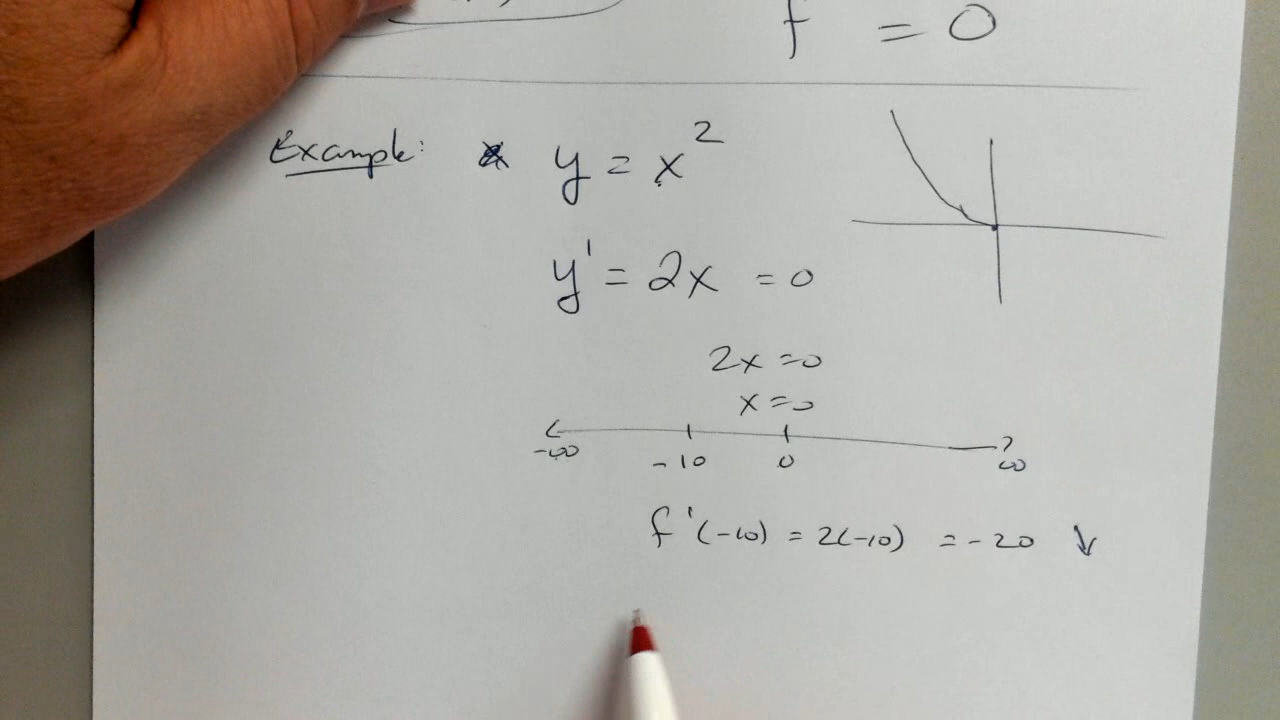 f = 0
Example: y = x²
y' = 2x = 0
2x = 0
x = 0
-∞ -10 0 ∞
f'(-10) = 2(-10) = -20 ↓